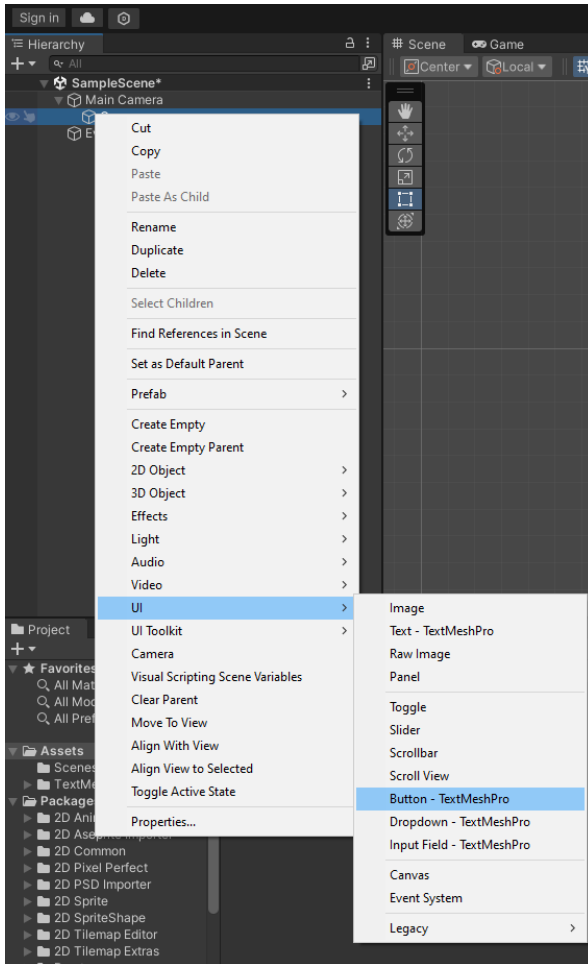 Sign in
Hierarchy
# Scene
Game
All
Center
Local
SampleScene*
Main Camera
Cut
Copy
Paste
Paste As Child
Rename
Duplicate
Delete
Select Children
Find References in Scene
Set as Default Parent
Prefab
Create Empty
Create Empty Parent
2D Object
3D Object
Effects
Light
Audio
Video
UI
UI Toolkit
Camera
Visual Scripting Scene Variables
Clear Parent
Move To View
Align With View
Align View to Selected
Toggle Active State
Properties...
Image
Text - TextMeshPro
Raw Image
Panel
Toggle
Slider
Scrollbar
Scroll View
Button - TextMeshPro
Dropdown - TextMeshPro
Input Field - TextMeshPro
Canvas
Event System
Legacy
Project
Favorites
All Mat
All Mod
All Pref
Assets
Scenes
TextMe
Package
2D Ani
2D Aseprite Importer
2D Common
2D Pixel Perfect
2D PSD Importer
2D Sprite
2D SpriteShape
2D Tilemap Editor
2D Tilemap Extras